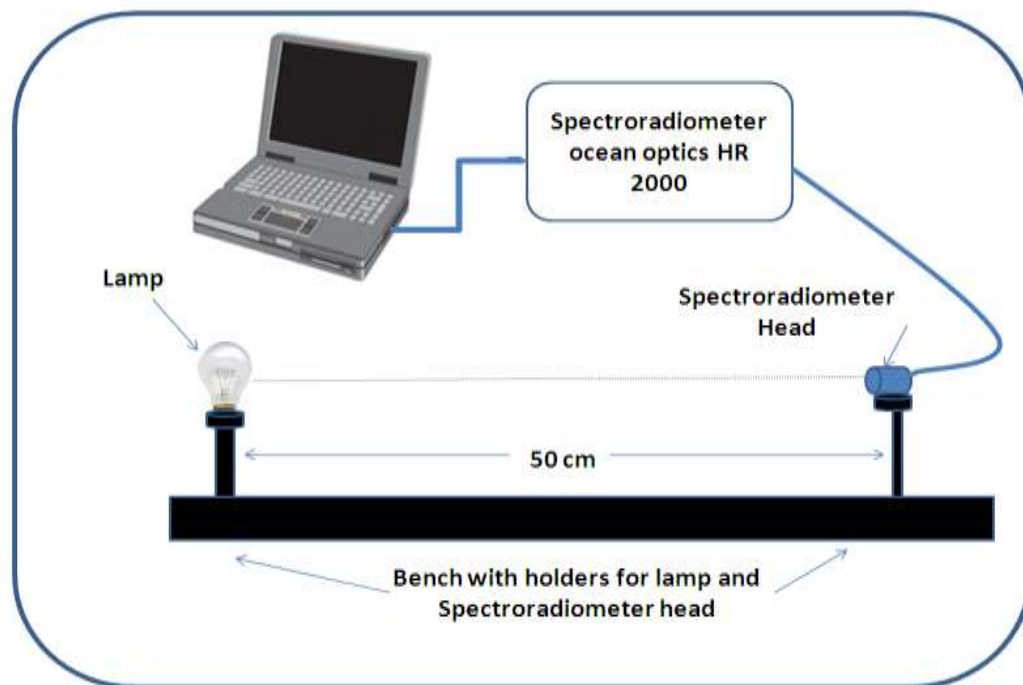 Spectroradiometer
ocean optics HR
2000
Lamp
Spectroradiometer
Head
50 cm
Bench with holders for lamp and
Spectroradiometer head